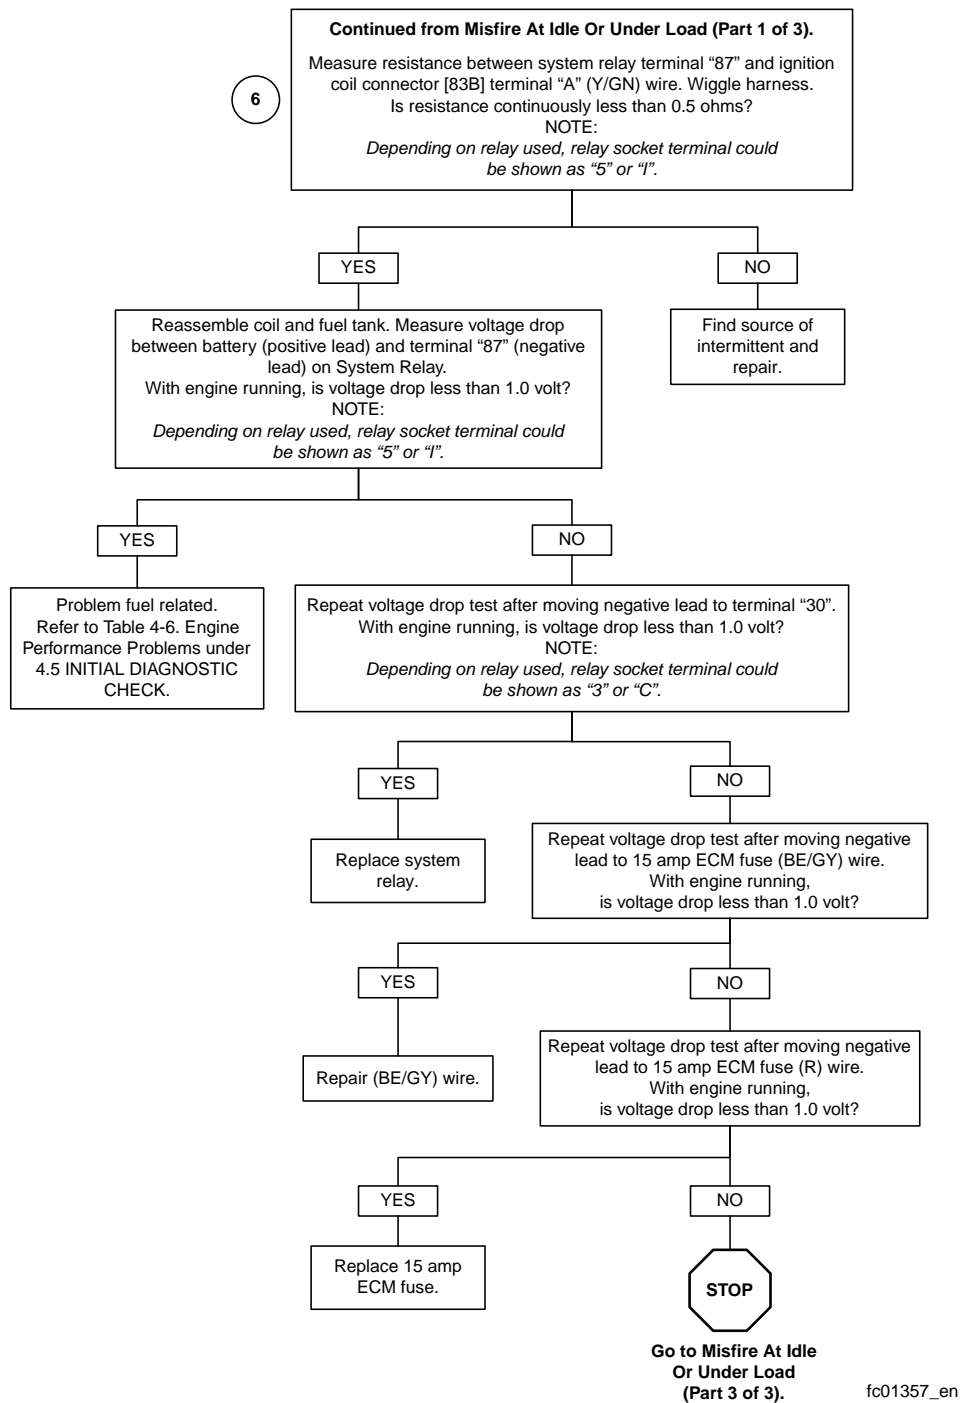 Continued from Misfire At Idle Or Under Load (Part 1 of 3).
Measure resistance between system relay terminal “87” and ignition
coil connector [83B] terminal “A” (Y/GN) wire. Wiggle harness.
Is resistance continuously less than 0.5 ohms?
NOTE:
Depending on relay used, relay socket terminal could
be shown as “5” or “I”.
6
YES
NO
Reassemble coil and fuel tank. Measure voltage drop
between battery (positive lead) and terminal “87” (negative
lead) on System Relay.
With engine running, is voltage drop less than 1.0 volt?
NOTE:
Depending on relay used, relay socket terminal could
be shown as “5” or “I”.
Find source of
intermittent and
repair.
YES
NO
Problem fuel related.
Refer to Table 4-6. Engine
Performance Problems under
4.5 INITIAL DIAGNOSTIC
CHECK.
Repeat voltage drop test after moving negative lead to terminal “30”.
With engine running, is voltage drop less than 1.0 volt?
NOTE:
Depending on relay used, relay socket terminal could
be shown as “3” or “C”.
YES
NO
Replace system
relay.
Repeat voltage drop test after moving negative
lead to 15 amp ECM fuse (BE/GY) wire.
With engine running,
is voltage drop less than 1.0 volt?
YES
NO
Repair (BE/GY) wire.
Repeat voltage drop test after moving negative
lead to 15 amp ECM fuse (R) wire.
With engine running,
is voltage drop less than 1.0 volt?
YES
NO
Replace 15 amp
ECM fuse.
STOP
Go to Misfire At Idle
Or Under Load
(Part 3 of 3).
fc01357_en